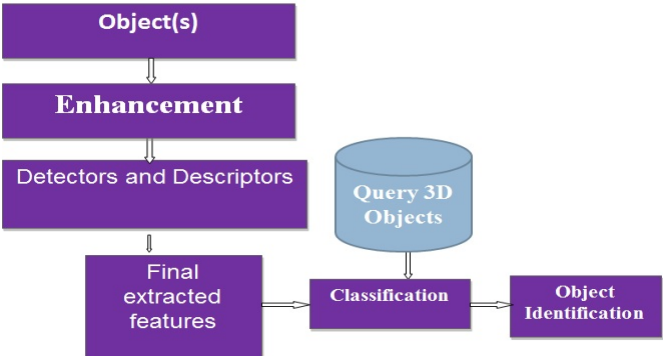 Object(s)
Enhancement
Detectors and Descriptors
Query 3D
Objects
Final
extracted
features
Classification
Object
Identification